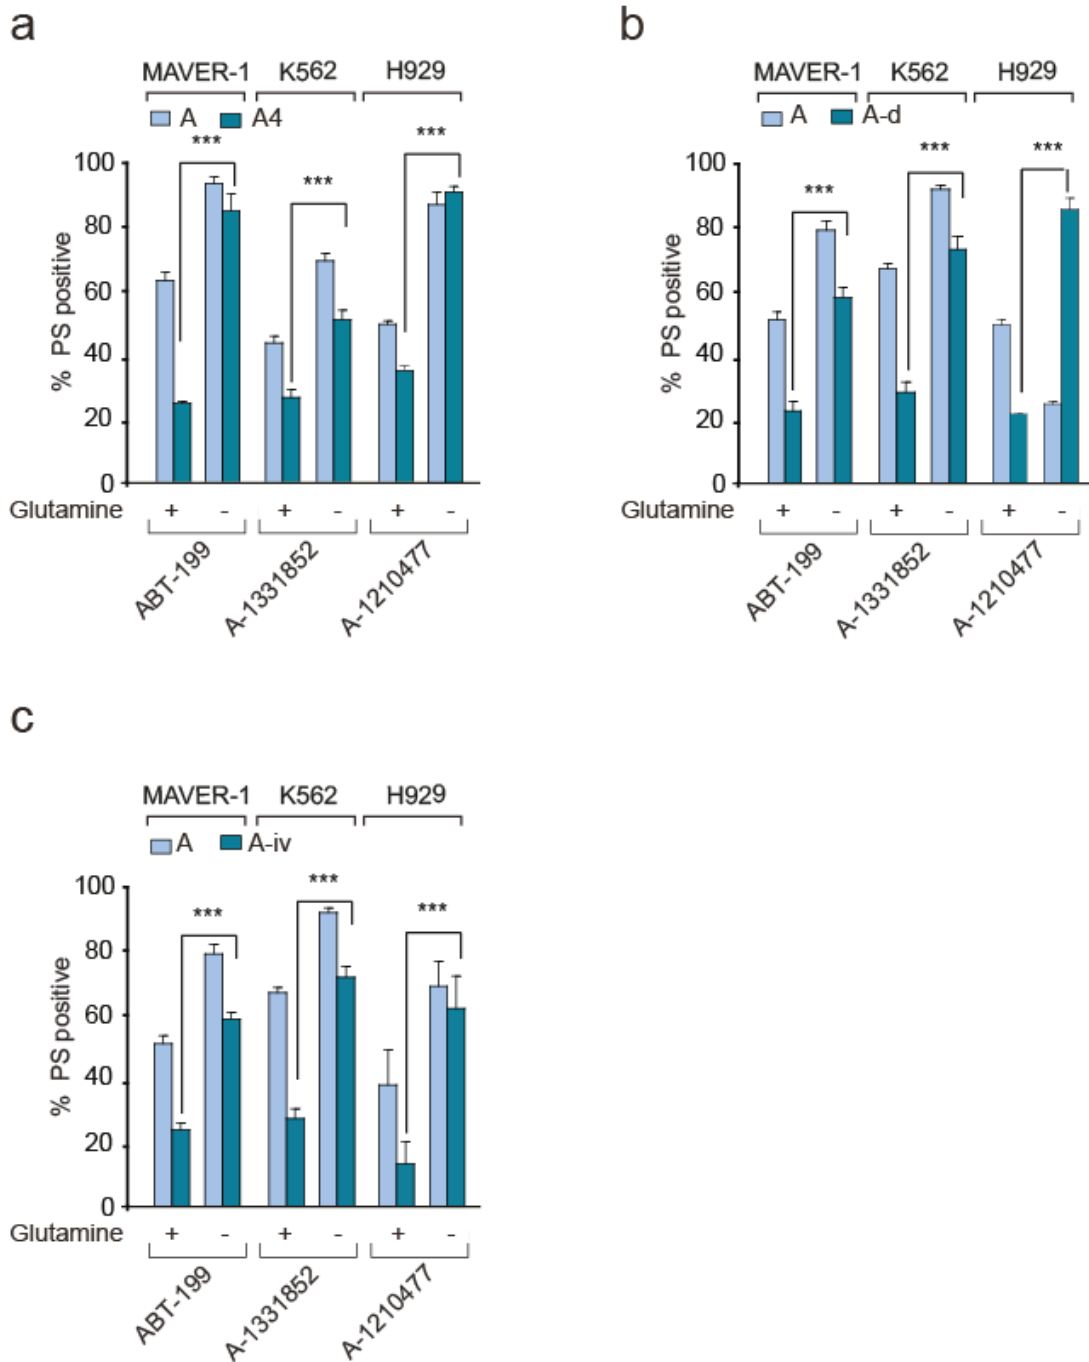 a
MAVER-1 K562 H929
A A4
*** *** ***
100
80
60
40
20
0
% PS positive
Glutamine + - + - + -
ABT-199 A-1331852 A-1210477
b
MAVER-1 K562 H929
A A-d
*** *** ***
100
80
60
40
20
0
% PS positive
Glutamine + - + - + -
ABT-199 A-1331852 A-1210477
c
MAVER-1 K562 H929
A A-iv
*** *** ***
100
80
60
40
20
0
% PS positive
Glutamine + - + - + -
ABT-199 A-1331852 A-1210477